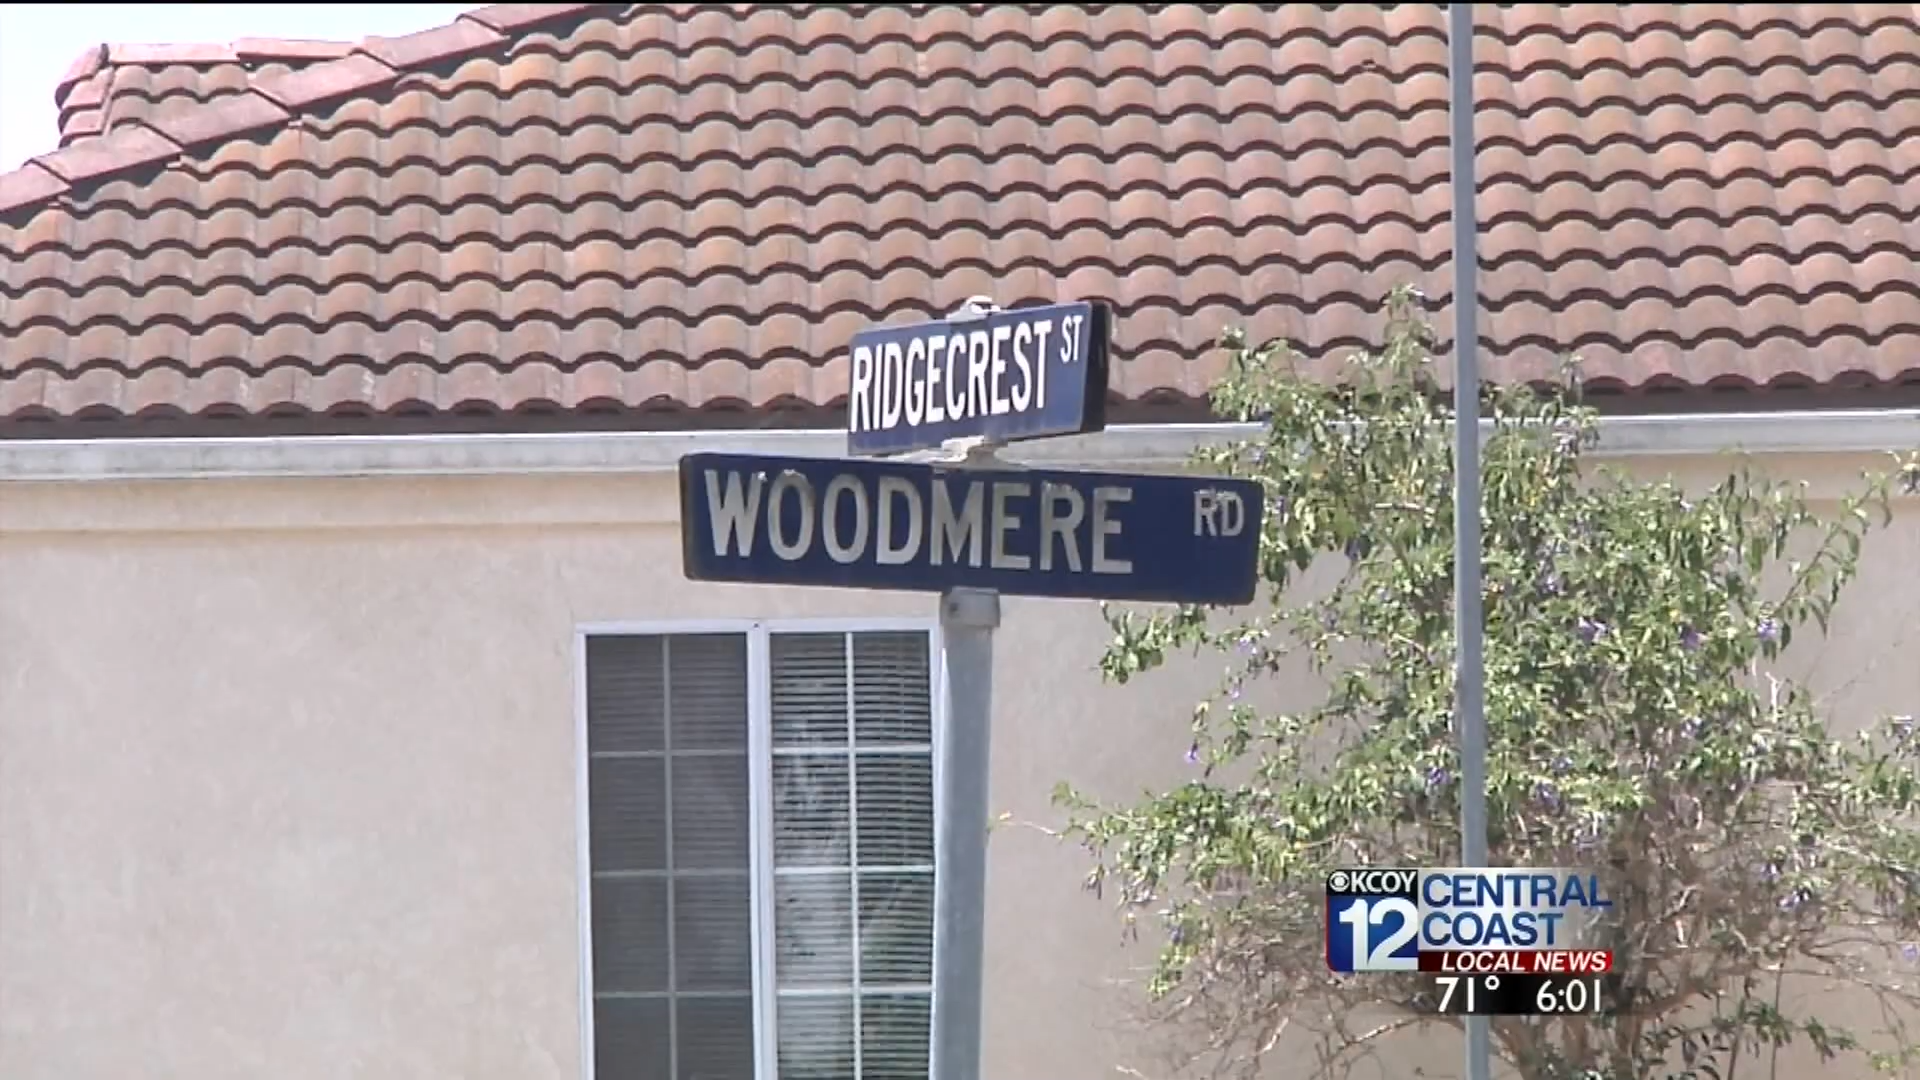 RIDGECREST ST
WOODMERE RD
KCOY
12
CENTRAL
COAST
LOCAL NEWS
71° 6:01